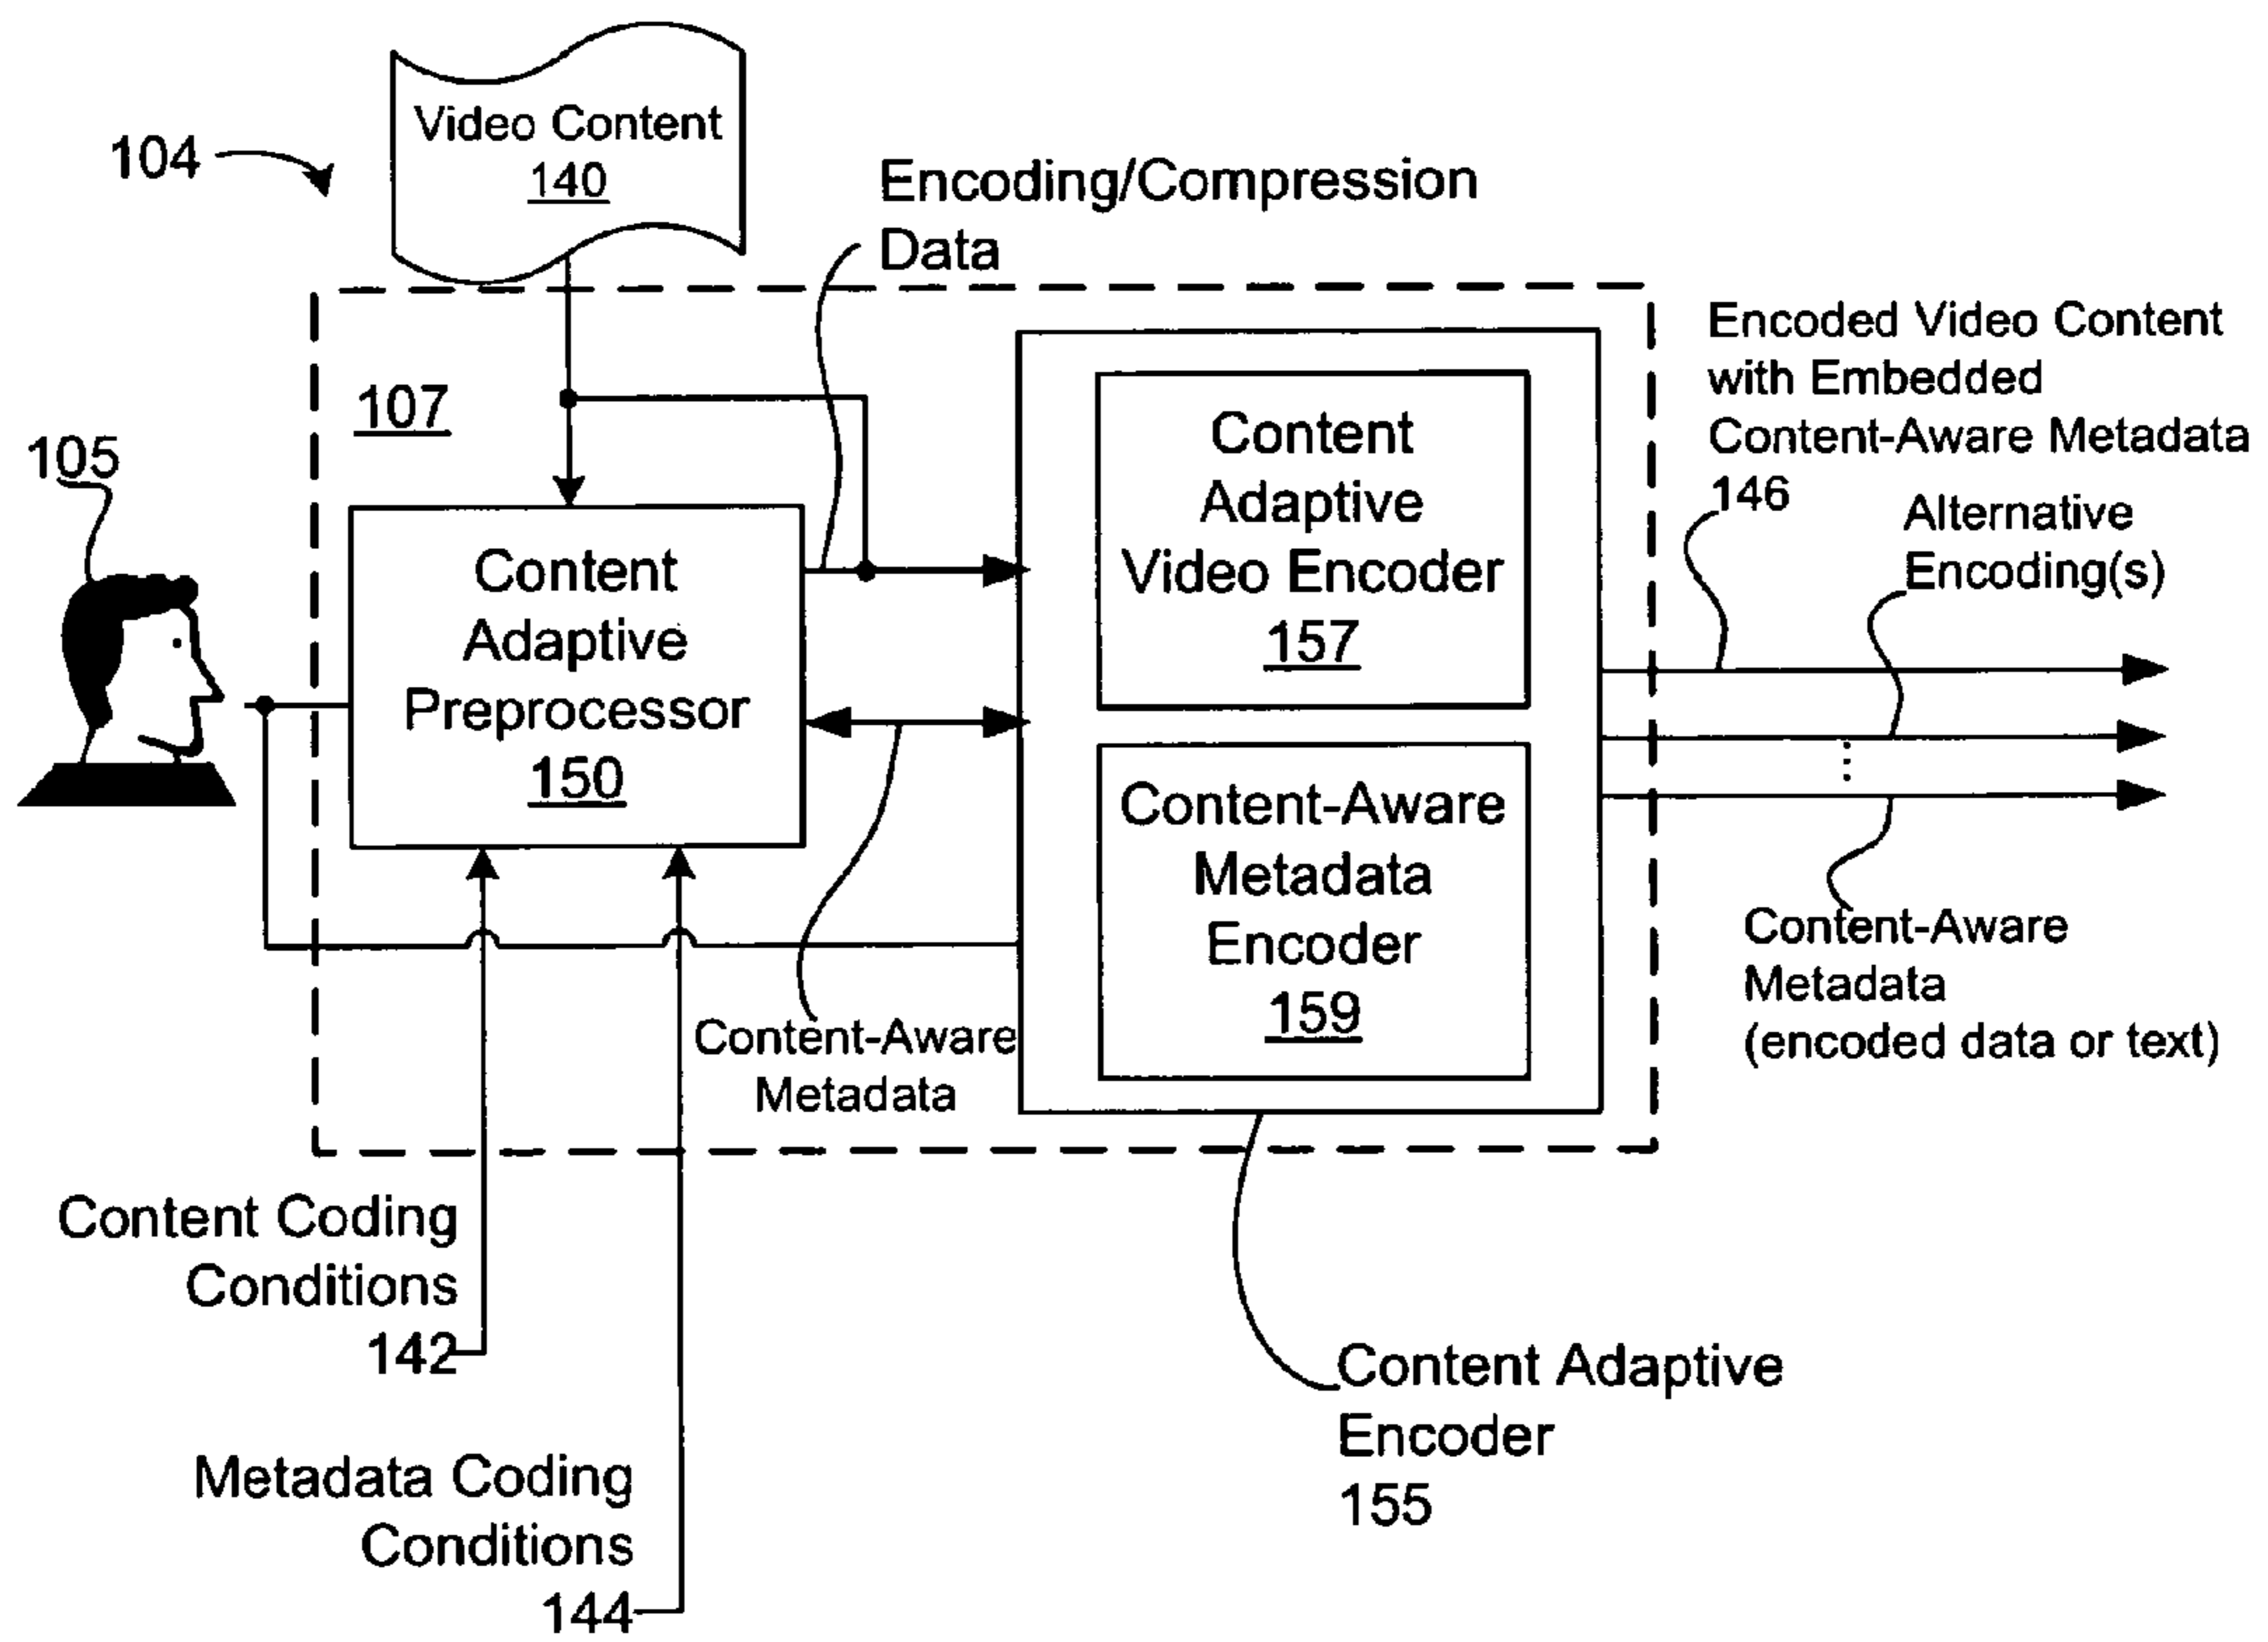 Video Content
140
104
Encoding/Compression
Data
107
105
Content
Adaptive
Preprocessor
150
Content
Adaptive
Video Encoder
157
Content-Aware
Metadata
Encoder
159
Encoded Video Content
with Embedded
Content-Aware Metadata
146
Alternative
Encoding(s)
Content-Aware
Metadata
(encoded data or text)
Content-Aware
Metadata
Content Coding
Conditions
142
Metadata Coding
Conditions
144
Content Adaptive
Encoder
155